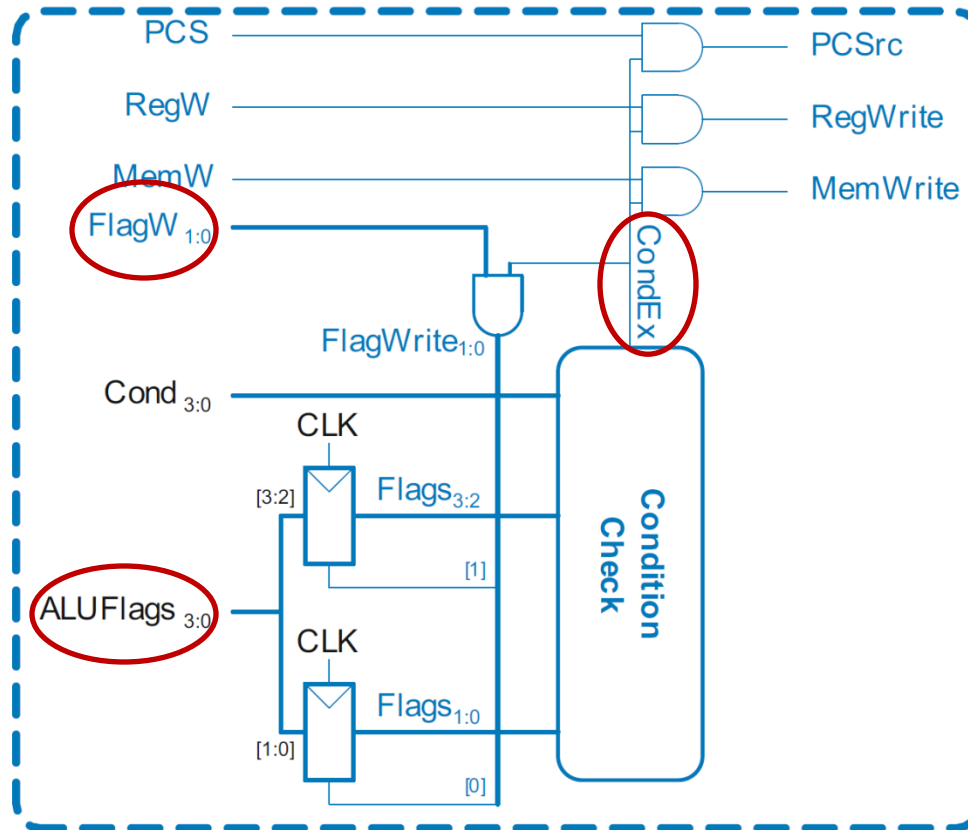 PCS
PCSrc
RegW
RegWrite
MemW
MemWrite
FlagW 1:0
CondEx
FlagWrite1:0
Cond 3:0
CLK
[3:2]
Flags3:2
Condition
Check
[1]
ALUFlags 3:0
CLK
Flags1:0
[1:0]
[0]